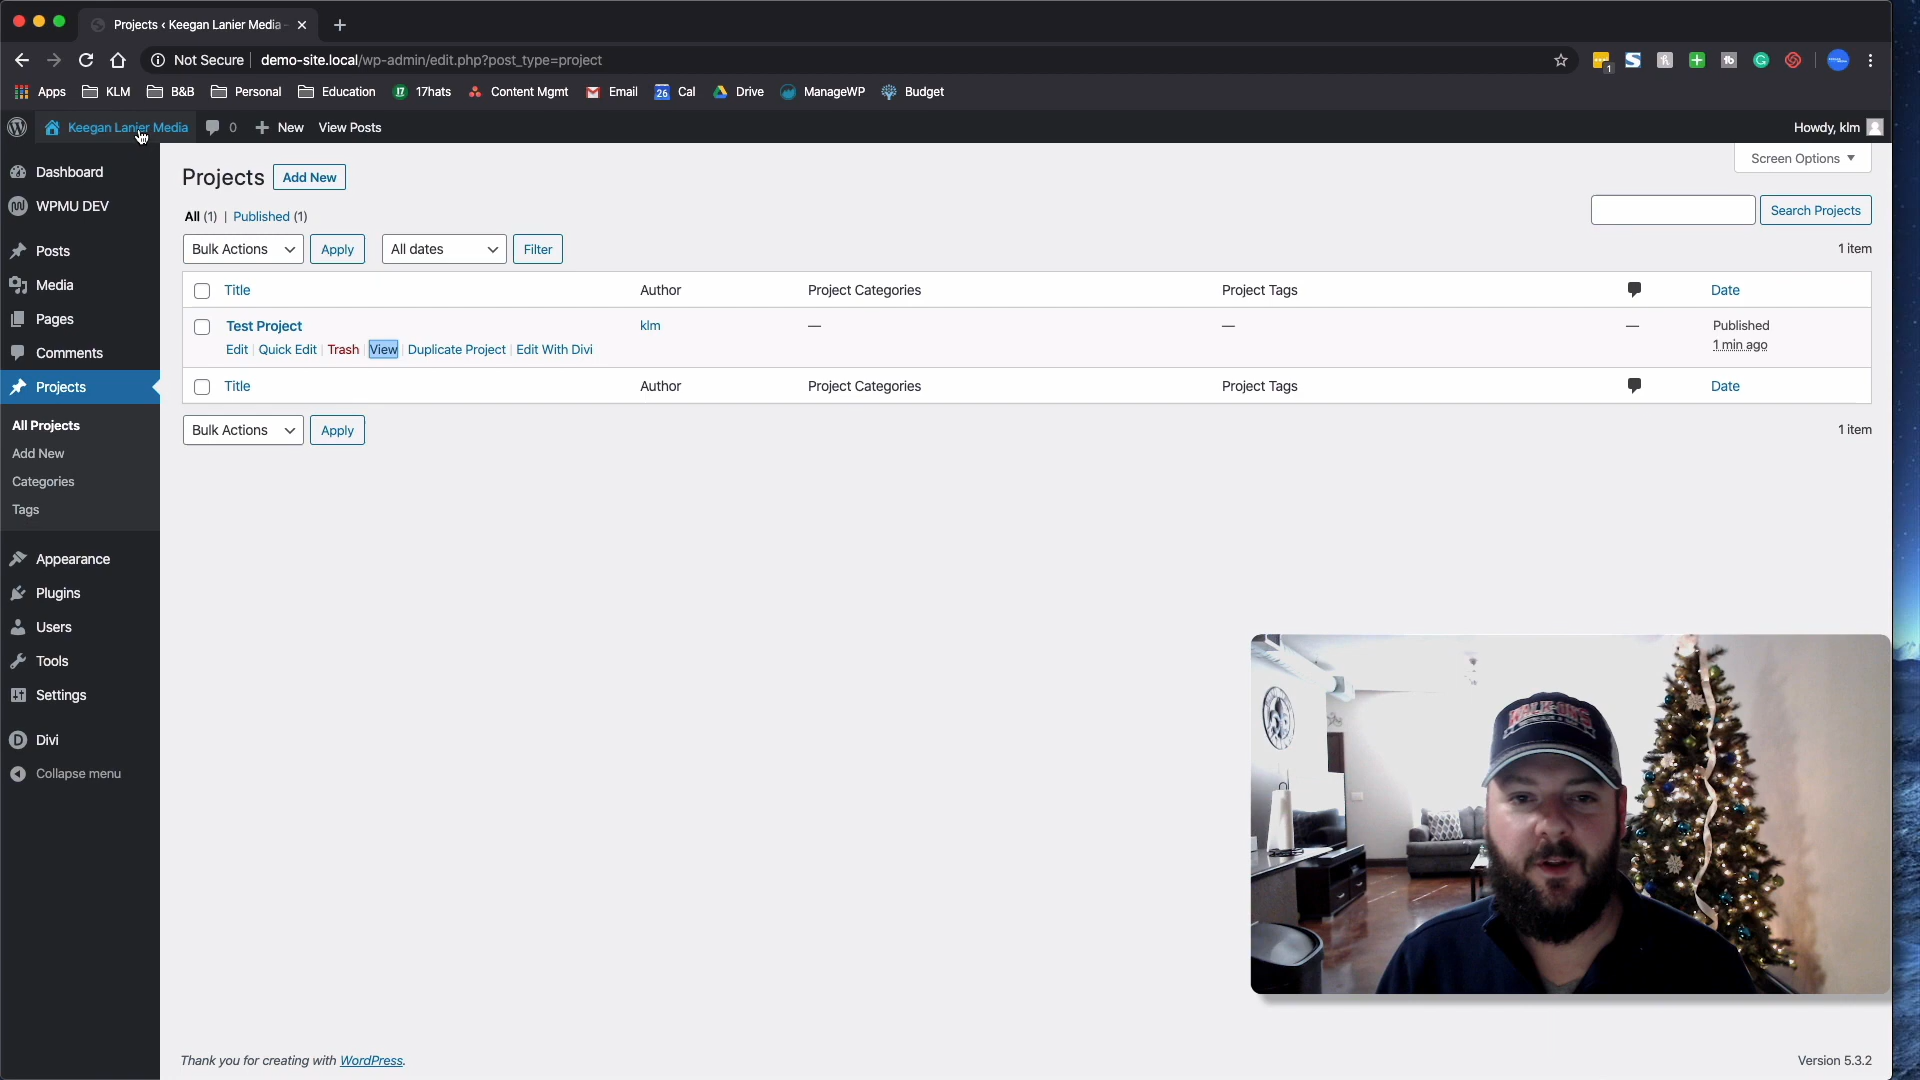 Projects ‹ Keegan Lanier Media
Not Secure demo-site.local/wp-admin/edit.php?post_type=project
1
Apps KLM B&B Personal Education 17 17hats Content Mgmt Email 26 Cal Drive ManageWP Budget
Keegan Lanier Media 0 New View Posts Howdy, klm
Dashboard
WPMU DEV
Posts
Media
Pages
Comments
Projects
All Projects
Add New
Categories
Tags
Appearance
Plugins
Users
Tools
Settings
Divi
Collapse menu
Screen Options
Projects Add New
All (1) | Published (1)
Search Projects
Bulk Actions Apply All dates Filter 1 item
Title Author Project Categories Project Tags Date
Test Project klm — — — Published
Edit | Quick Edit | Trash | View | Duplicate Project | Edit With Divi 1 min ago
Title Author Project Categories Project Tags Date
Bulk Actions Apply 1 item
WALK-ON'S
Thank you for creating with WordPress. Version 5.3.2